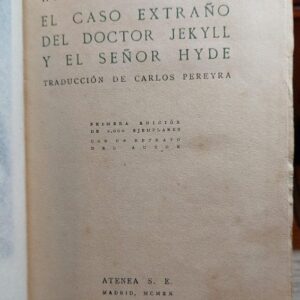 EL CASO EXTRAÑO
DEL DOCTOR JEKYLL
Y EL SEÑOR HYDE
TRADUCCIÓN DE CARLOS PEREYRA
PRIMERA EDICIÓN
EJEMPLARES
CON UN RETRATO
DEL AUTOR
ATENEA S. E.
MADRID, MCMXX